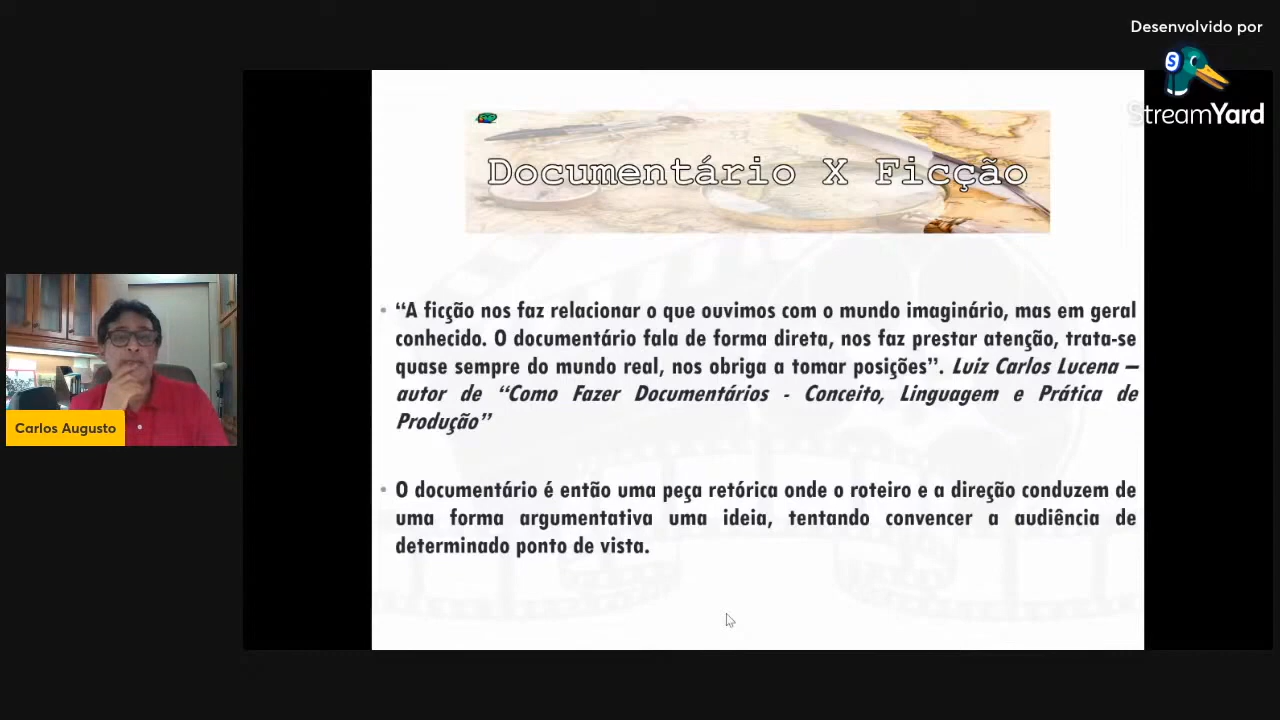 Desenvolvido por
StreamYard
Documentário X Ficção
• “A ficção nos faz relacionar o que ouvimos com o mundo imaginário, mas em geral
conhecido. O documentário fala de forma direta, nos faz prestar atenção, trata-se
quase sempre do mundo real, nos obriga a tomar posições”. Luiz Carlos Lucena –
autor de “Como Fazer Documentários - Conceito, Linguagem e Prática de
Produção”
Carlos Augusto
• O documentário é então uma peça retórica onde o roteiro e a direção conduzem de
uma forma argumentativa uma ideia, tentando convencer a audiência de
determinado ponto de vista.